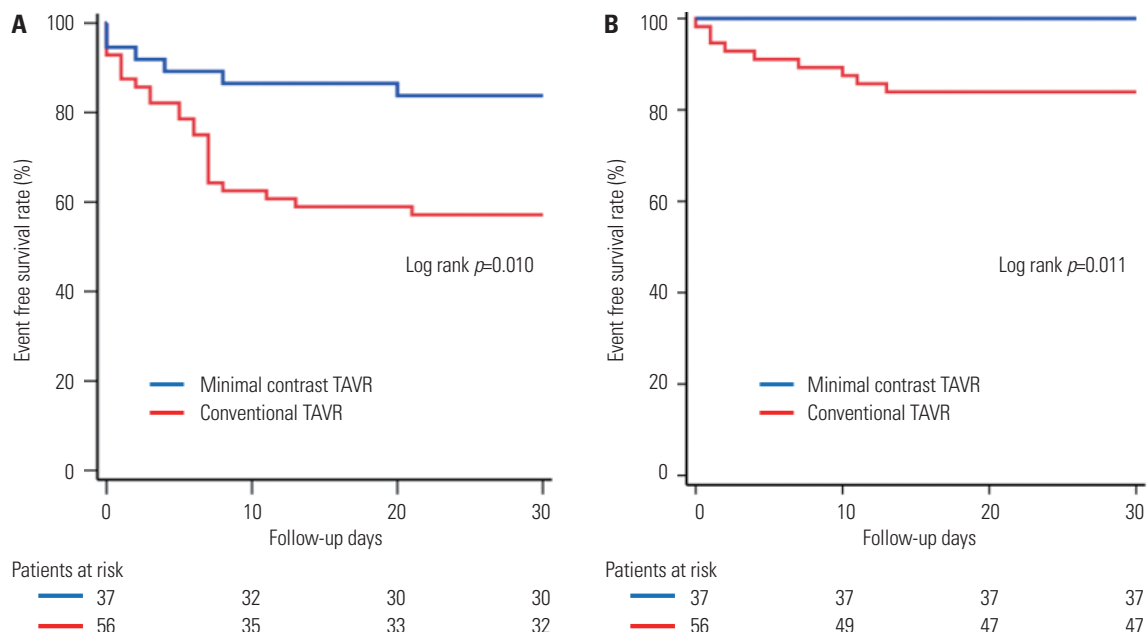 A
Event free survival rate (%)
100
80
60
40
20
0
Log rank p=0.010
Minimal contrast TAVR
Conventional TAVR
0 10 20 30
Follow-up days
Patients at risk
37 32 30 30
56 35 33 32
B
Event free survival rate (%)
100
80
60
40
20
0
Log rank p=0.011
Minimal contrast TAVR
Conventional TAVR
0 10 20 30
Follow-up days
Patients at risk
37 37 37 37
56 49 47 47